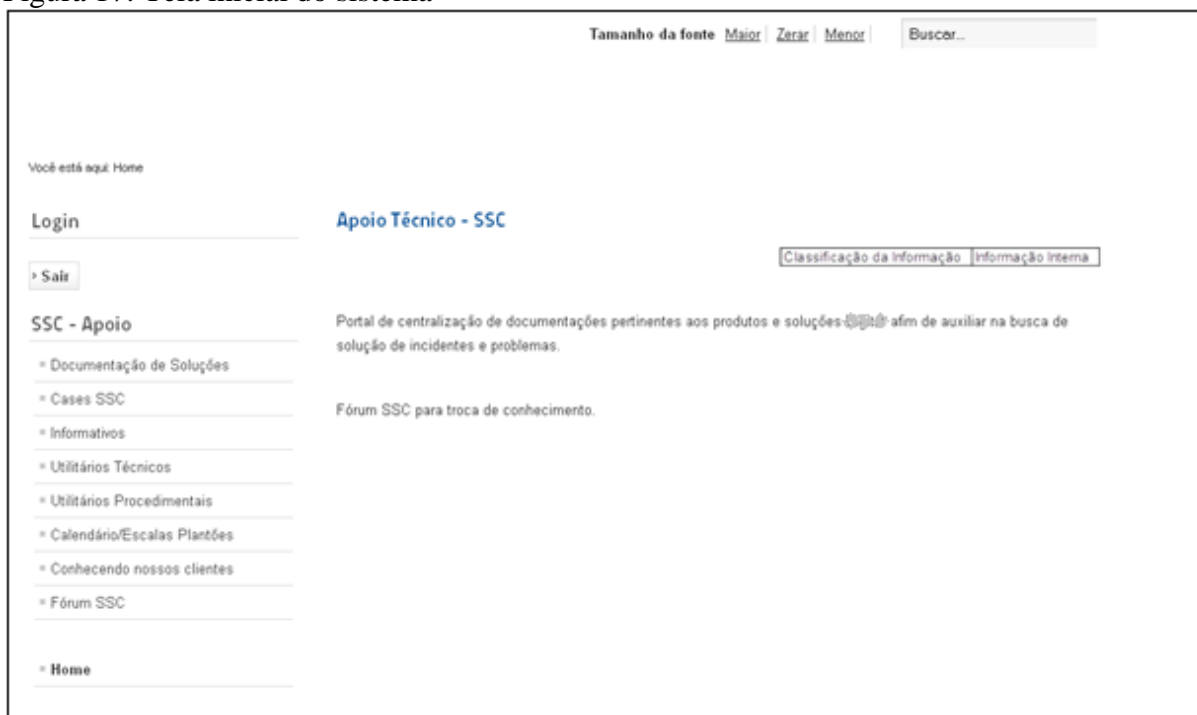 Figura 17: Tela inicial do sistema
Tamanho da fonte Maior Zerar Menor Buscar...
Você está aqui: Home
Login
Sair
SSC - Apoio
Documentação de Soluções
Cases SSC
Informativos
Utilitários Técnicos
Utilitários Procedimentais
Calendário/Escalas Plantões
Conhecendo nossos clientes
Fórum SSC
Home
Apoio Técnico - SSC
Classificação da Informação Informação Interna
Portal de centralização de documentações pertinentes aos produtos e soluções afim de auxiliar na busca de
solução de incidentes e problemas.
Fórum SSC para troca de conhecimento.